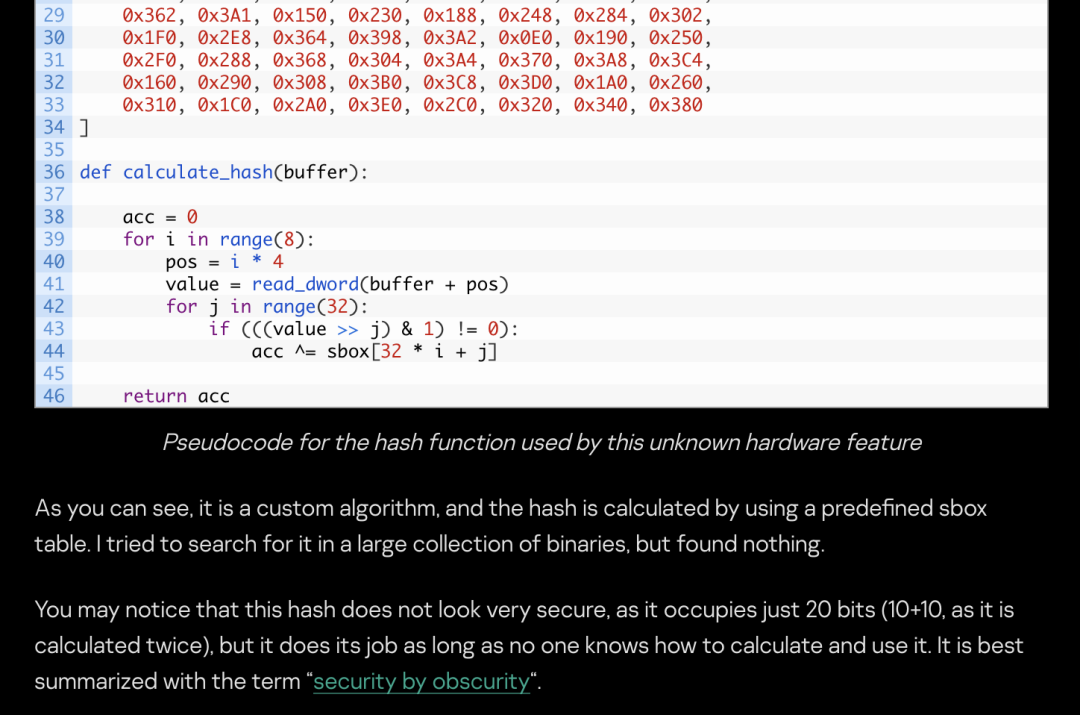 29 0x362, 0x3A1, 0x150, 0x230, 0x188, 0x248, 0x284, 0x302,
30 0x1F0, 0x2E8, 0x364, 0x398, 0x3A2, 0x0E0, 0x190, 0x250,
31 0x2F0, 0x288, 0x368, 0x304, 0x3A4, 0x370, 0x3A8, 0x3C4,
32 0x160, 0x290, 0x308, 0x3B0, 0x3C8, 0x3D0, 0x1A0, 0x260,
33 0x310, 0x1C0, 0x2A0, 0x3E0, 0x2C0, 0x320, 0x340, 0x380
34 ]
35
36 def calculate_hash(buffer):
37
38     acc = 0
39     for i in range(8):
40         pos = i * 4
41         value = read_dword(buffer + pos)
42         for j in range(32):
43             if (((value >> j) & 1) != 0):
44                 acc ^= sbox[32 * i + j]
45
46     return acc
Pseudocode for the hash function used by this unknown hardware feature
As you can see, it is a custom algorithm, and the hash is calculated by using a predefined sbox
table. I tried to search for it in a large collection of binaries, but found nothing.
You may notice that this hash does not look very secure, as it occupies just 20 bits (10+10, as it is
calculated twice), but it does its job as long as no one knows how to calculate and use it. It is best
summarized with the term “security by obscurity“.